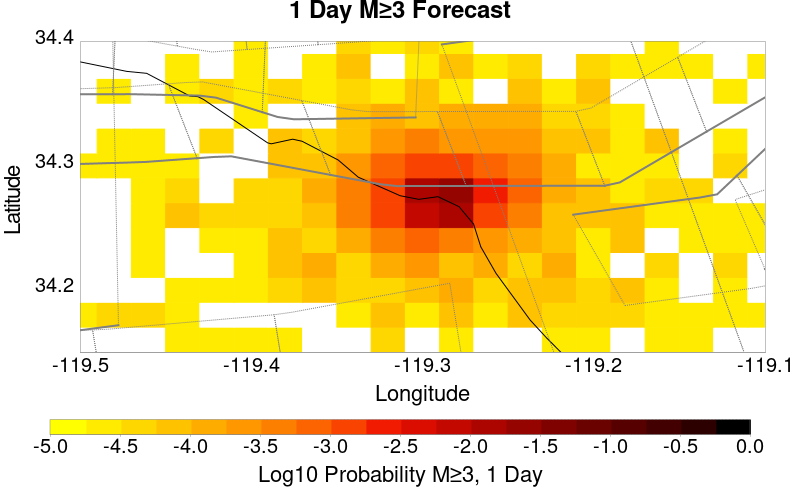 1 Day M≥3 Forecast
34.4
34.3
34.2
Latitude
-119.5 -119.4 -119.3 -119.2 -119.1
Longitude
-5.0 -4.5 -4.0 -3.5 -3.0 -2.5 -2.0 -1.5 -1.0 -0.5 0.0
Log10 Probability M≥3, 1 Day